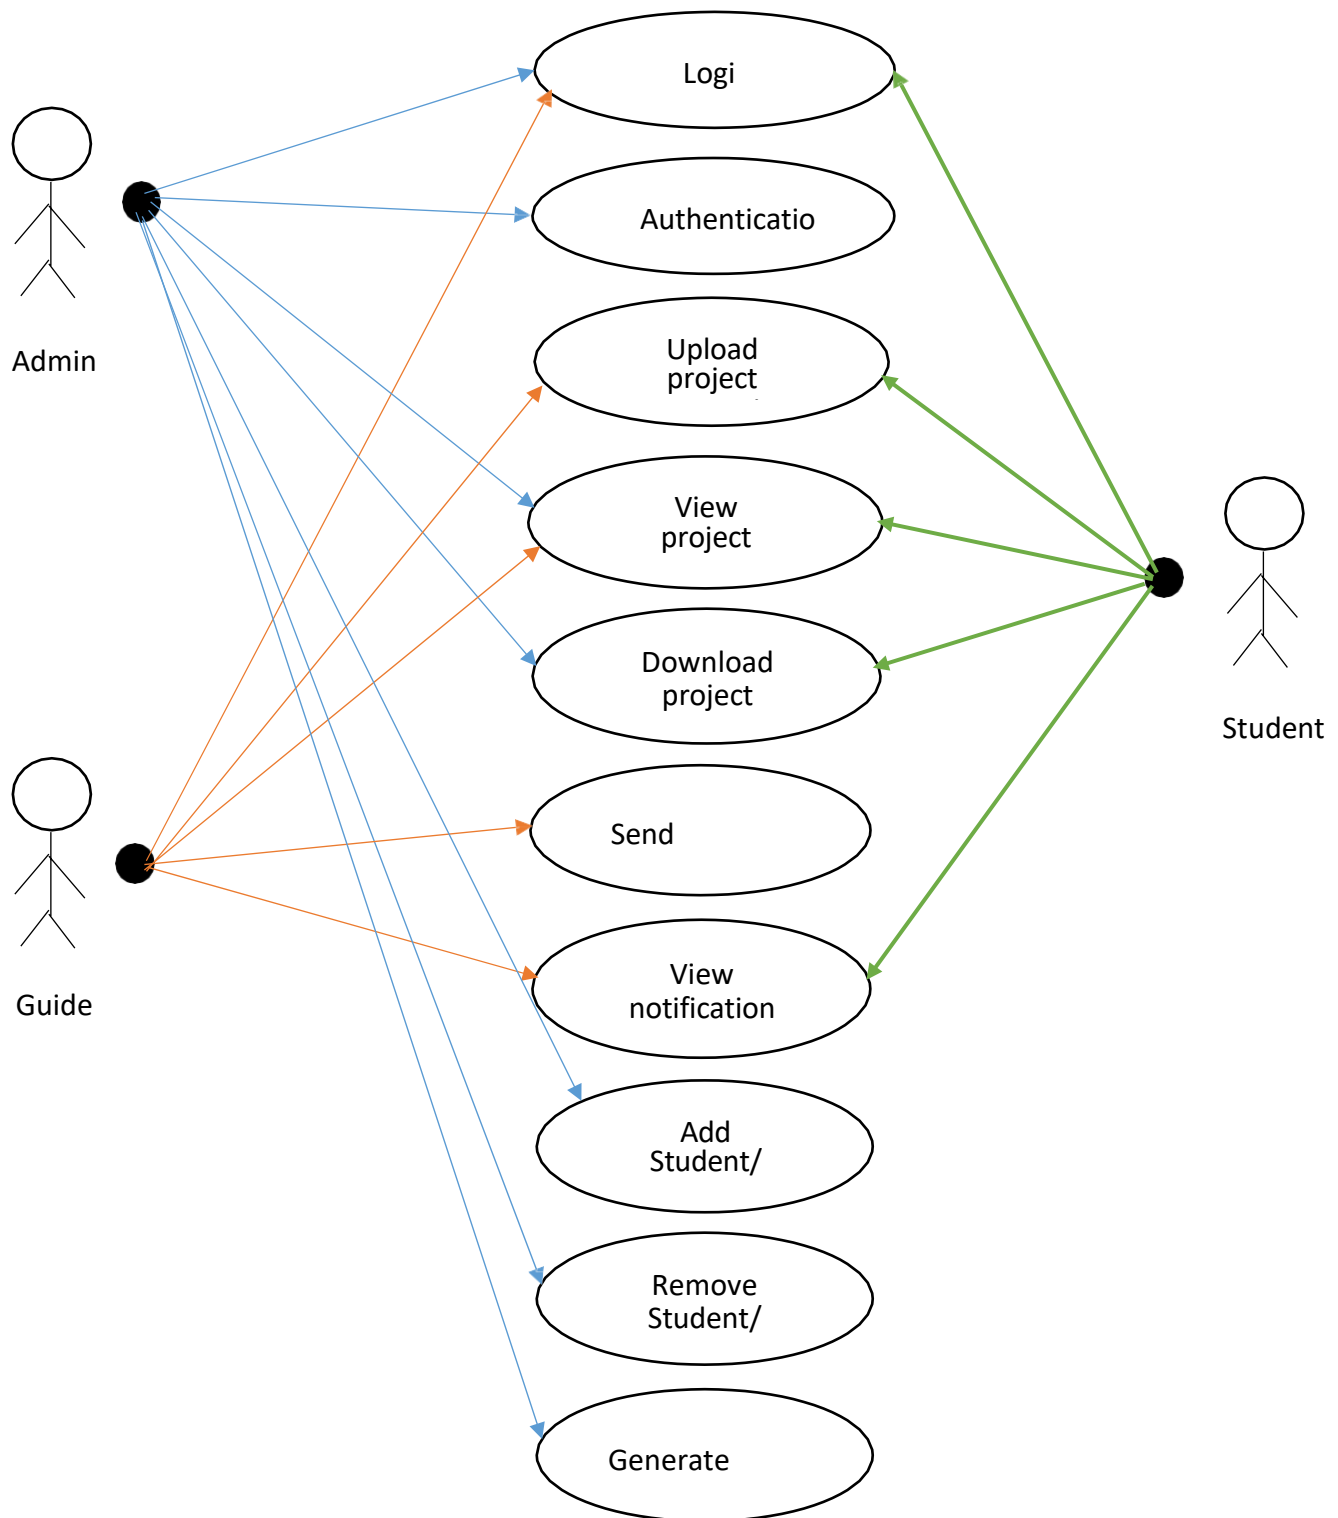 Logi
Authenticatio
Upload
project
Admin
View
project
Download
project
Student
Send
View
notification
Guide
Add
Student/
Remove
Student/
Generate